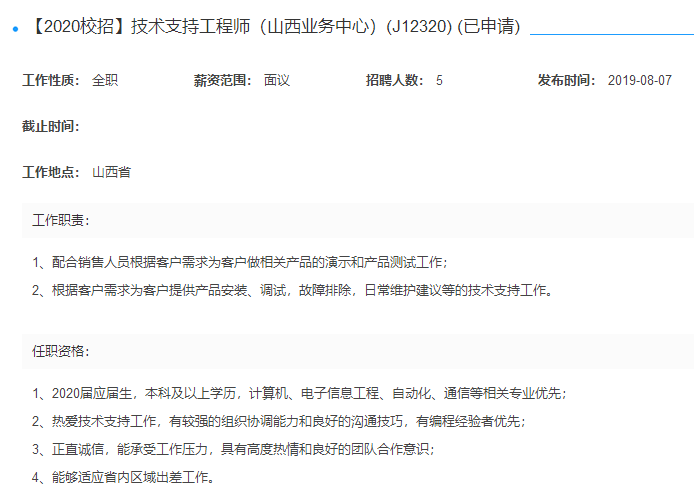 【2020校招】技术支持工程师（山西业务中心）(J12320) (已申请)
工作性质： 全职 薪资范围： 面议 招聘人数： 5 发布时间： 2019-08-07
截止时间：
工作地点： 山西省
工作职责：
1、配合销售人员根据客户需求为客户做相关产品的演示和产品测试工作；
2、根据客户需求为客户提供产品安装、调试，故障排除，日常维护建议等的技术支持工作。
任职资格：
1、2020届应届生，本科及以上学历，计算机、电子信息工程、自动化、通信等相关专业优先；
2、热爱技术支持工作，有较强的组织协调能力和良好的沟通技巧，有编程经验者优先；
3、正直诚信，能承受工作压力，具有高度热情和良好的团队合作意识；
4、能够适应省内区域出差工作。